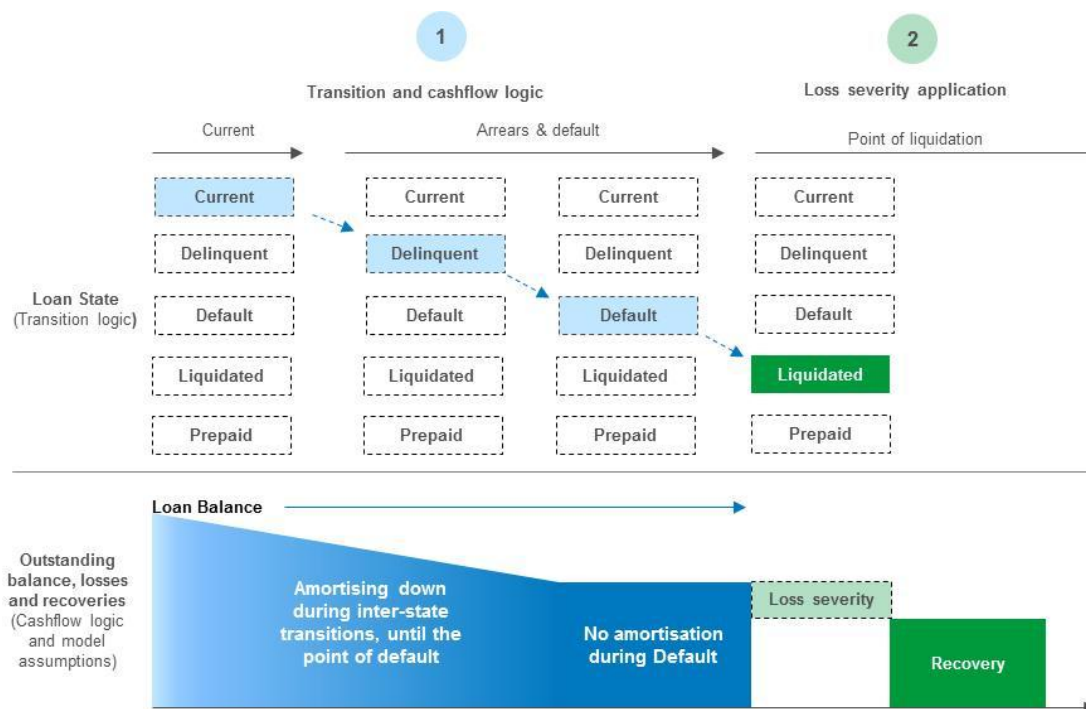 1
2
Transition and cashflow logic
Loss severity application
Current
Arrears & default
Point of liquidation
Current
Current
Current
Current
Delinquent
Delinquent
Delinquent
Delinquent
Loan State
(Transition logic)
Default
Default
Default
Default
Liquidated
Liquidated
Liquidated
Liquidated
Prepaid
Prepaid
Prepaid
Prepaid
Loan Balance
Outstanding
balance, losses
and recoveries
(Cashflow logic
and model
assumptions)
Amortising down
during inter-state
transitions, until the
point of default
No amortisation
during Default
Loss severity
Recovery